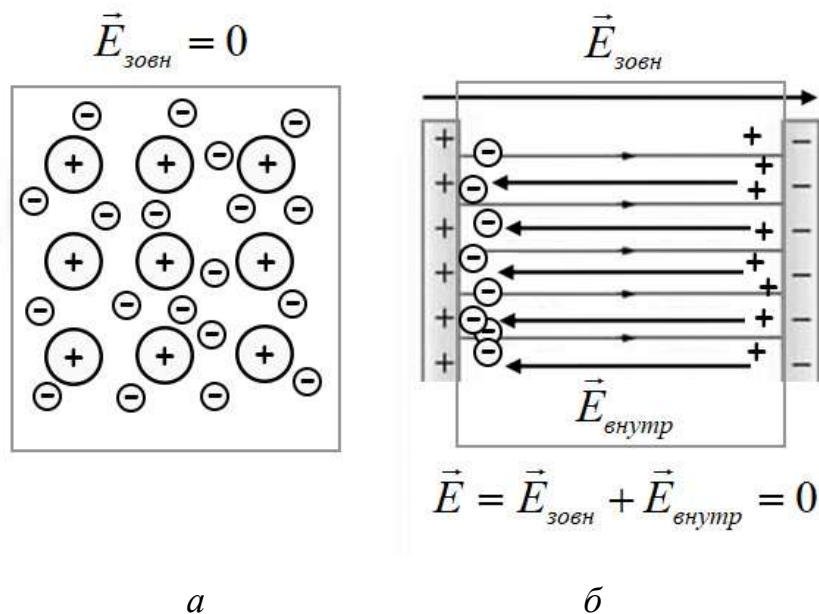 E⃗зовн = 0
E⃗зовн
E⃗внутр
E⃗ = E⃗зовн + E⃗внутр = 0
а
б